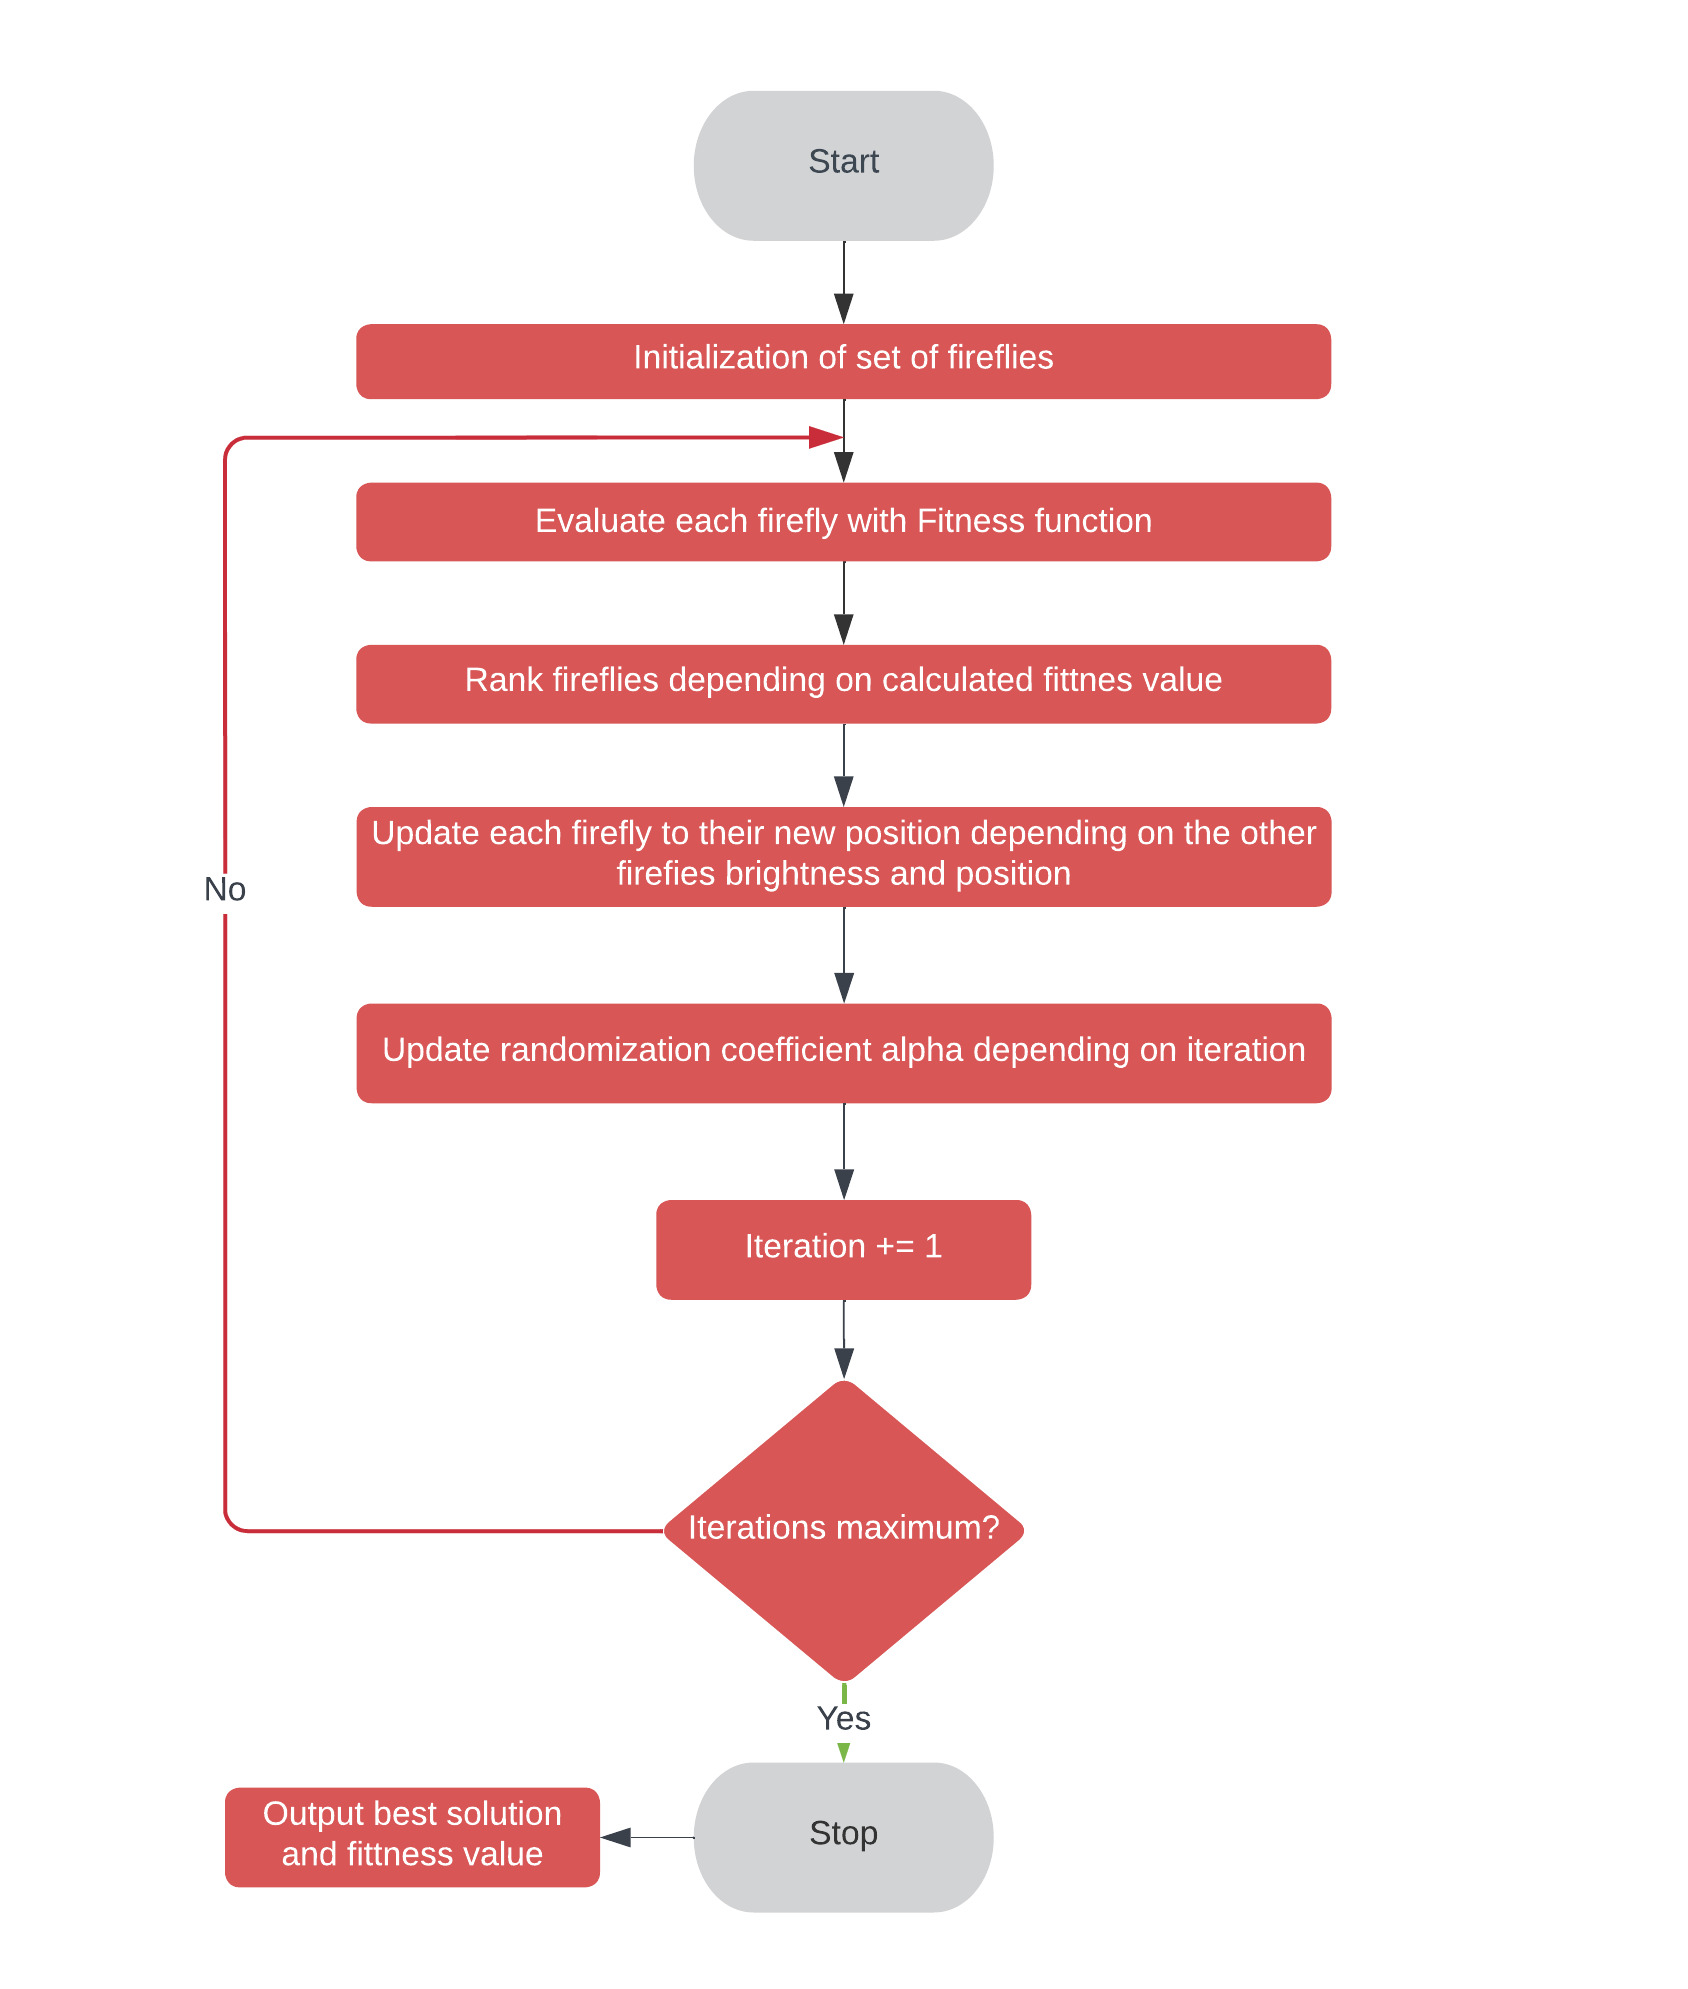 Start
Initialization of set of fireflies
Evaluate each firefly with Fitness function
Rank fireflies depending on calculated fittnes value
Update each firefly to their new position depending on the other
firefies brightness and position
No
Update randomization coefficient alpha depending on iteration
Iteration += 1
Iterations maximum?
Yes
Stop
Output best solution
and fittness value